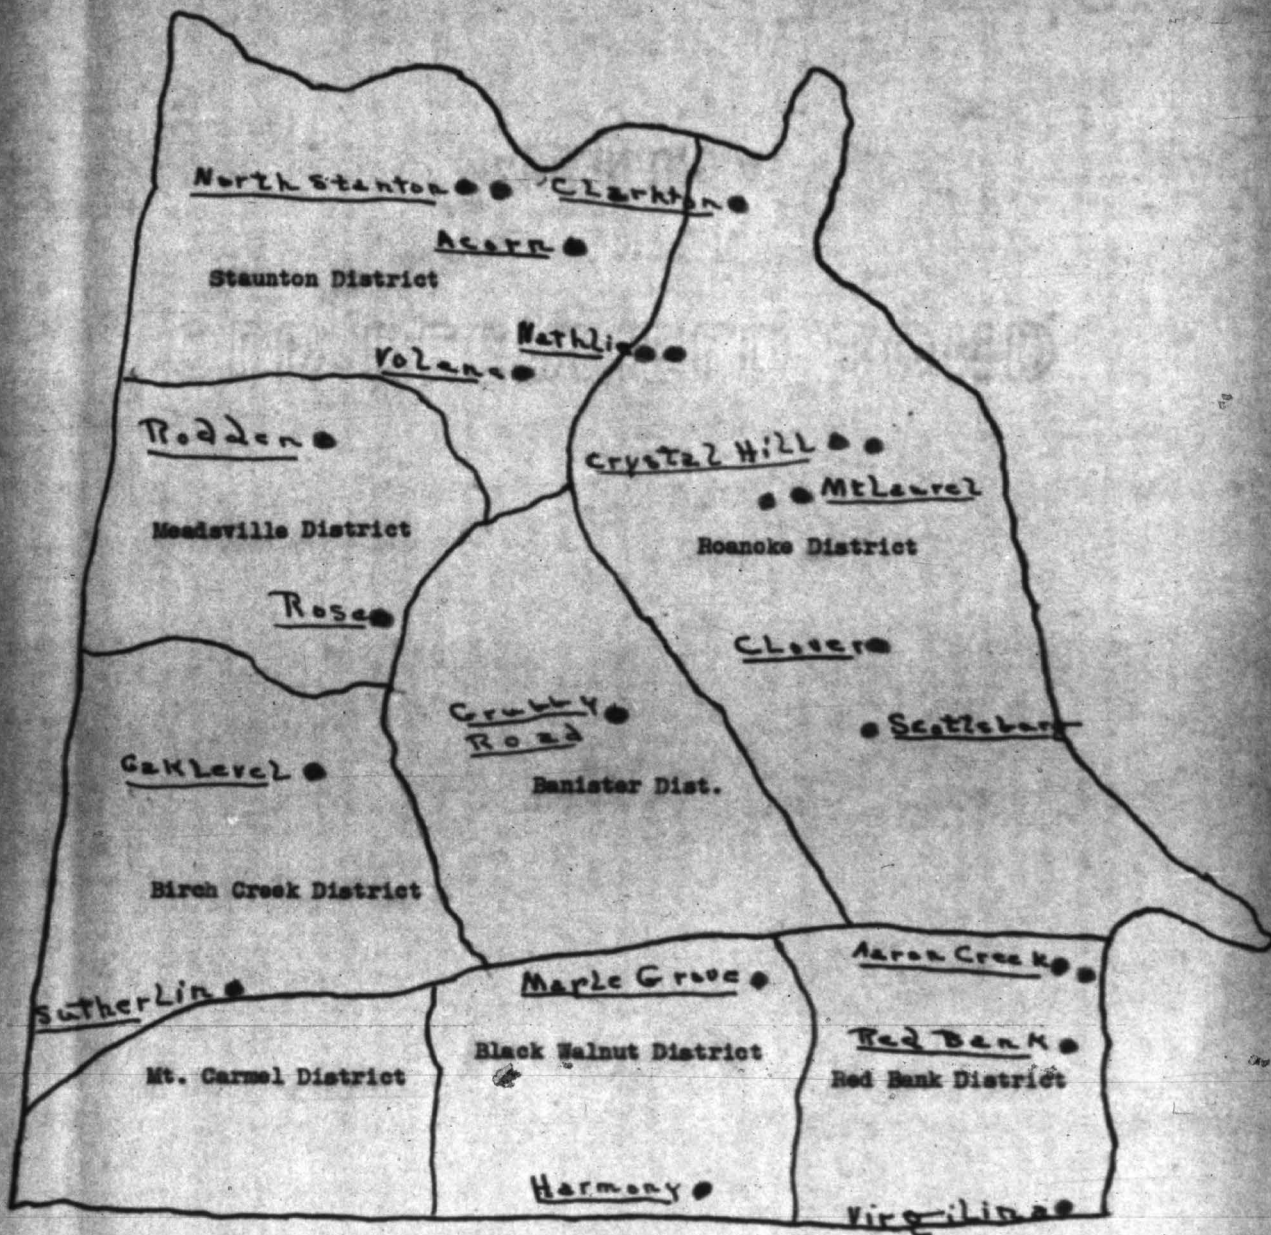 North Stanton
Clarkton
Acorn
Staunton District
Nathlie
Volens
Rodden
Crystal Hill
Mt Laurel
Meadsville District
Roanoke District
Rose
Clover
Grubby
Road
Scottsburg
Oak Level
Banister Dist.
Birch Creek District
Aaron Creek
Maple Grove
Sutherlin
Red Bank
Black Walnut District
Mt. Carmel District
Red Bank District
Harmony
Virgilina